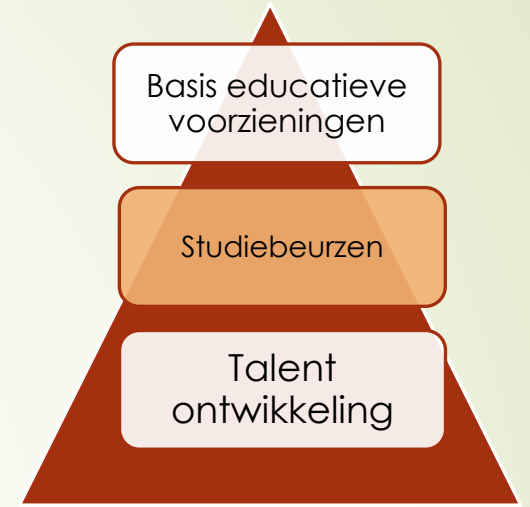 Basis educatieve
voorzieningen
Studiebeurzen
Talent
ontwikkeling